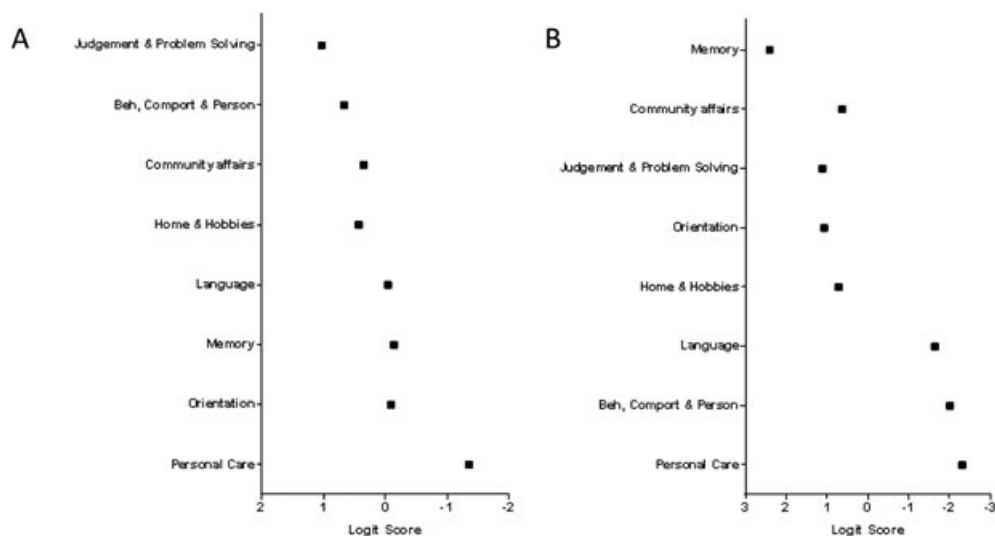 A
Judgement & Problem Solving
Beh, Comport & Person
Community affairs
Home & Hobbies
Language
Memory
Orientation
Personal Care
2 1 0 -1 -2
Logit Score
B
Memory
Community affairs
Judgement & Problem Solving
Orientation
Home & Hobbies
Language
Beh, Comport & Person
Personal Care
3 2 1 0 -1 -2 -3
Logit Score